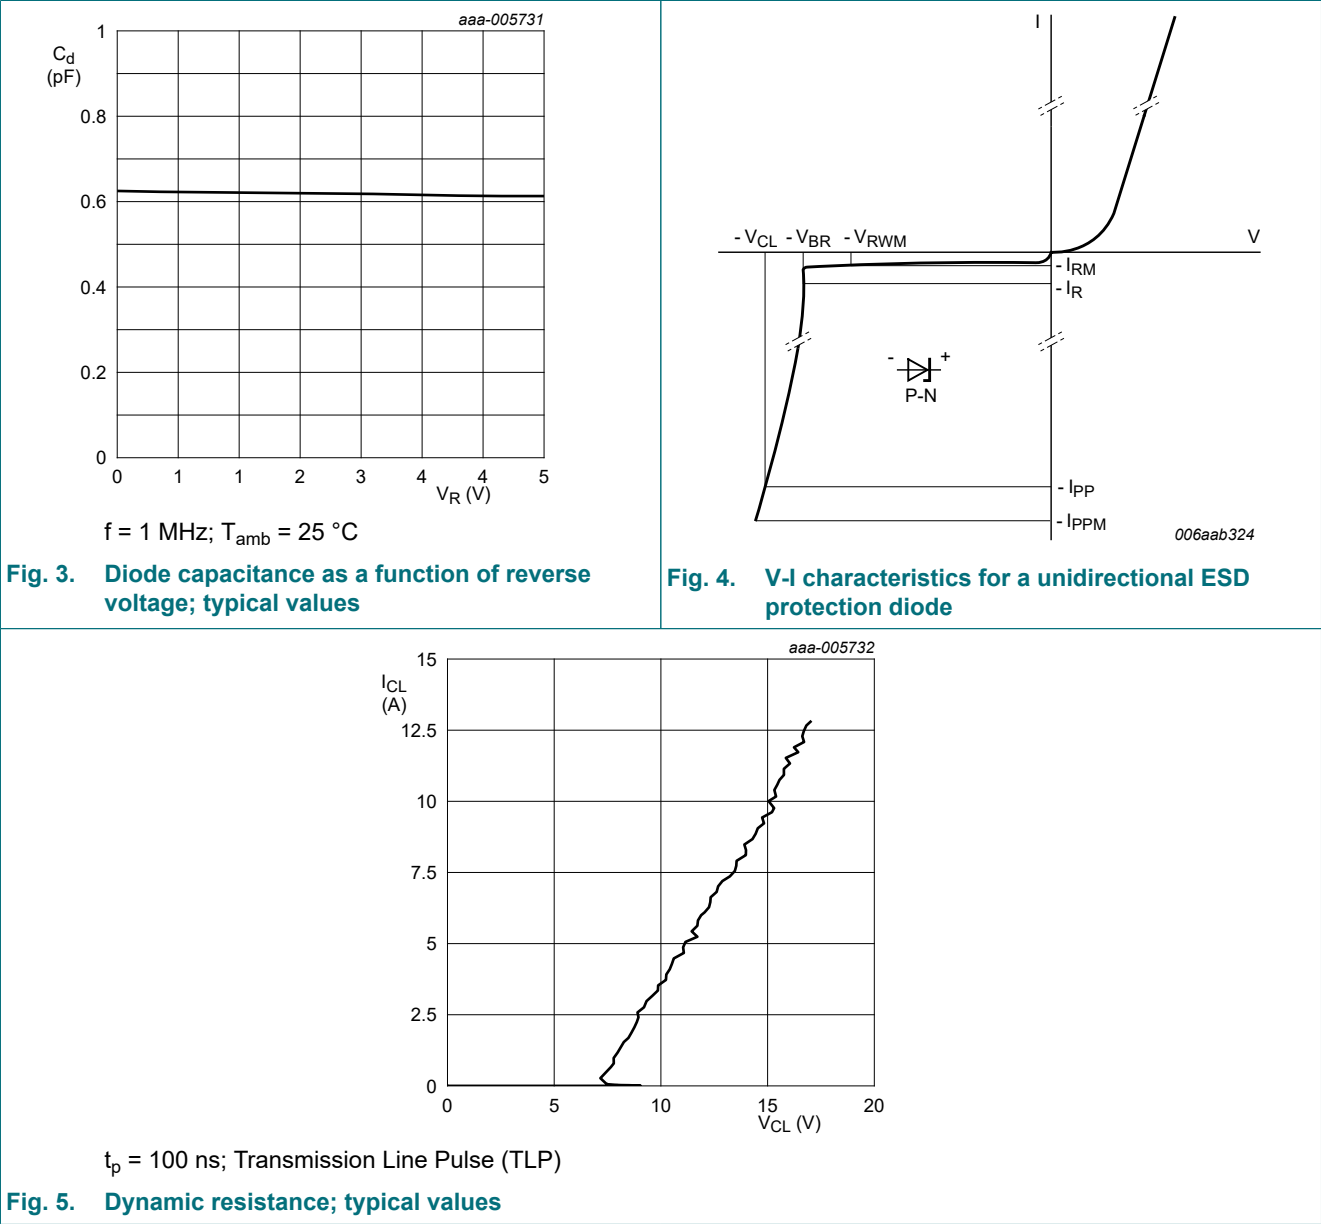 aaa-005731
Cd
(pF)
1
0.8
0.6
0.4
0.2
0
0 1 1 2 3 4 4 5
VR (V)
f = 1 MHz; Tamb = 25 °C
Fig. 3. Diode capacitance as a function of reverse
voltage; typical values
I
- VCL - VBR - VRWM
V
- IRM
- IR
- +
P-N
- IPP
- IPPM
006aab324
Fig. 4. V-I characteristics for a unidirectional ESD
protection diode
aaa-005732
ICL
(A)
15
12.5
10
7.5
5
2.5
0
0 5 10 15 20
VCL (V)
tp = 100 ns; Transmission Line Pulse (TLP)
Fig. 5. Dynamic resistance; typical values